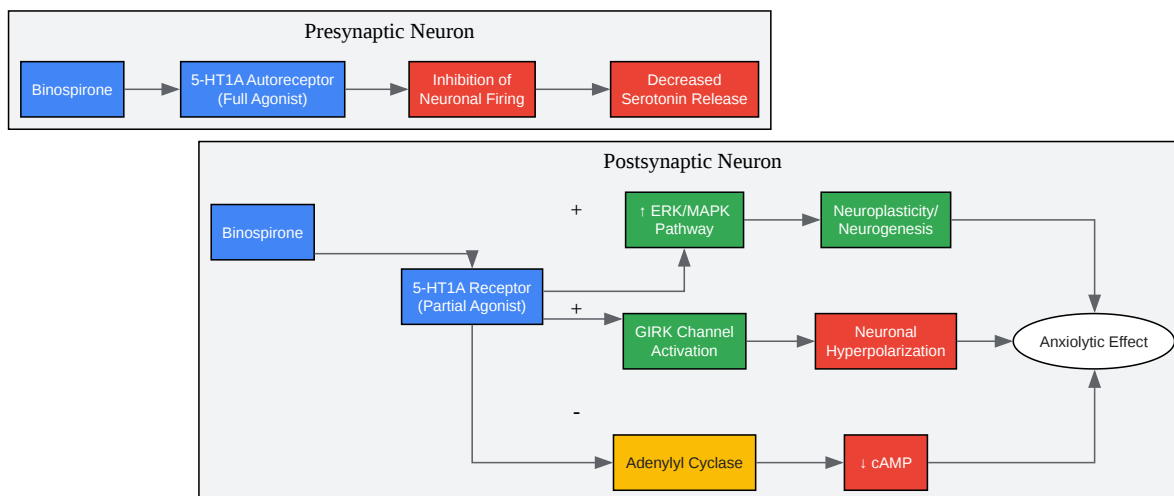 Presynaptic Neuron
Binospirone
5-HT1A Autoreceptor
(Full Agonist)
Inhibition of
Neuronal Firing
Decreased
Serotonin Release
Postsynaptic Neuron
Binospirone
5-HT1A Receptor
(Partial Agonist)
+
↑ ERK/MAPK
Pathway
Neuroplasticity/
Neurogenesis
+
GIRK Channel
Activation
Neuronal
Hyperpolarization
Anxiolytic Effect
-
Adenylyl Cyclase
↓ cAMP